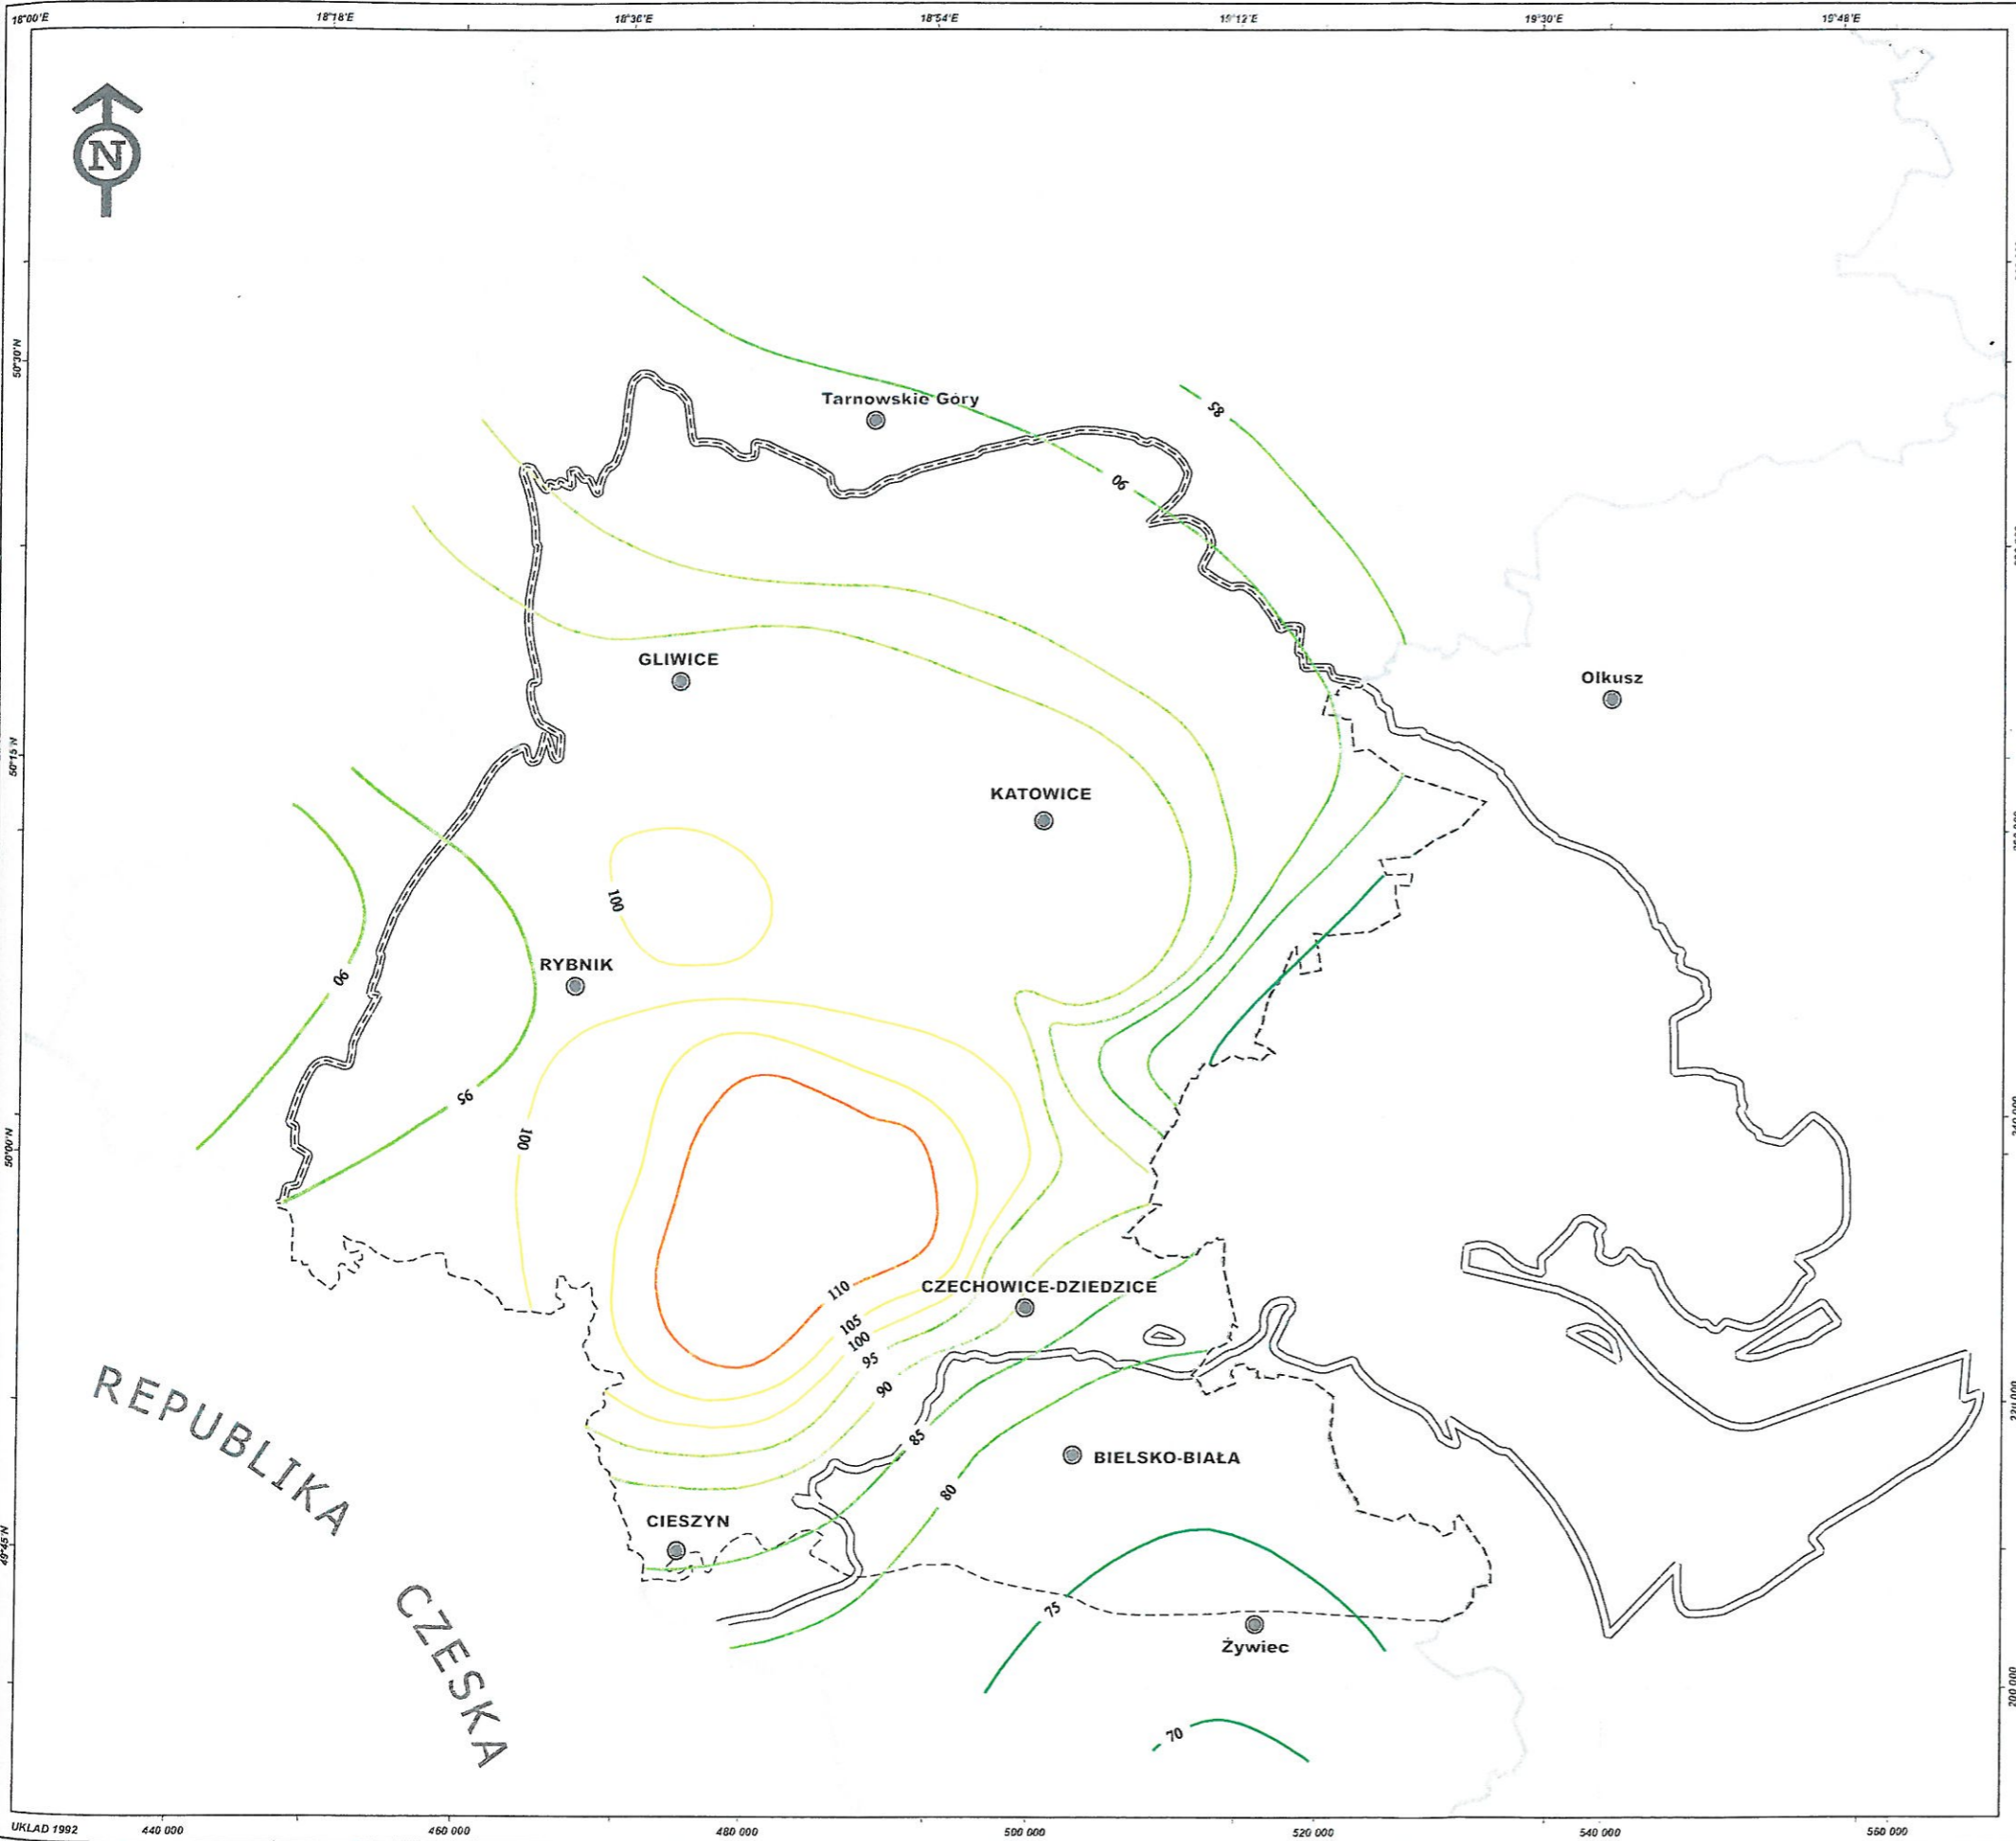 18°00'E 18°18'E 18°36'E 18°54'E 19°12'E 19°30'E 19°48'E
N
50°30'N
Tarnowskie Góry
85
90
GLIWICE
Olkusz
50°15'N
KATOWICE
100
RYBNIK
90
95
100
50°00'N
110
CZECHOWICE-DZIEDZICE
105
100
95
90
REPUBLIKA
CZESKA
85
BIELSKO-BIAŁA
80
CIESZYN
49°45'N
75
Żywiec
200 000
70
UKŁAD 1992
440 000 460 000 480 000 500 000 520 000 540 000 560 000